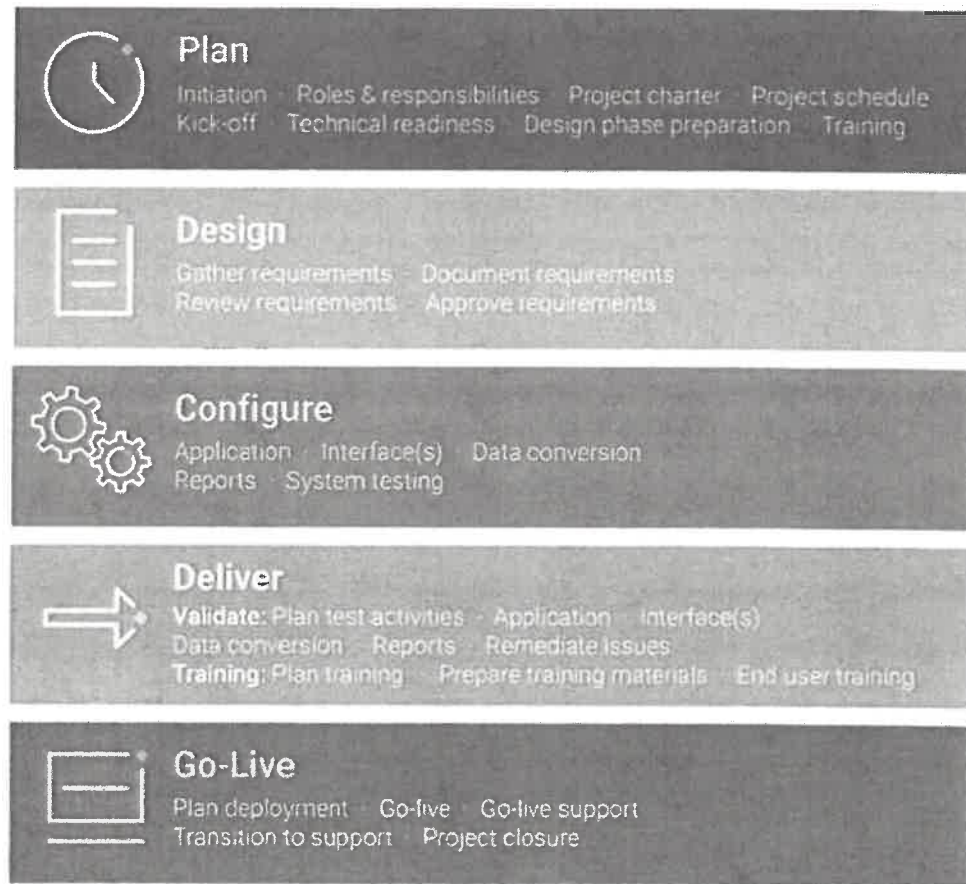 Plan
Initiation · Roles & responsibilities · Project charter · Project schedule
Kick-off · Technical readiness · Design phase preparation · Training
Design
Gather requirements · Document requirements
Review requirements · Approve requirements
Configure
Application · Interface(s) · Data conversion
Reports · System testing
Deliver
Validate: Plan test activities · Application · Interface(s)
Data conversion · Reports · Remediate Issues
Training: Plan training · Prepare training materials · End user training
Go-Live
Plan deployment · Go-live · Go-live support
Transition to support · Project closure